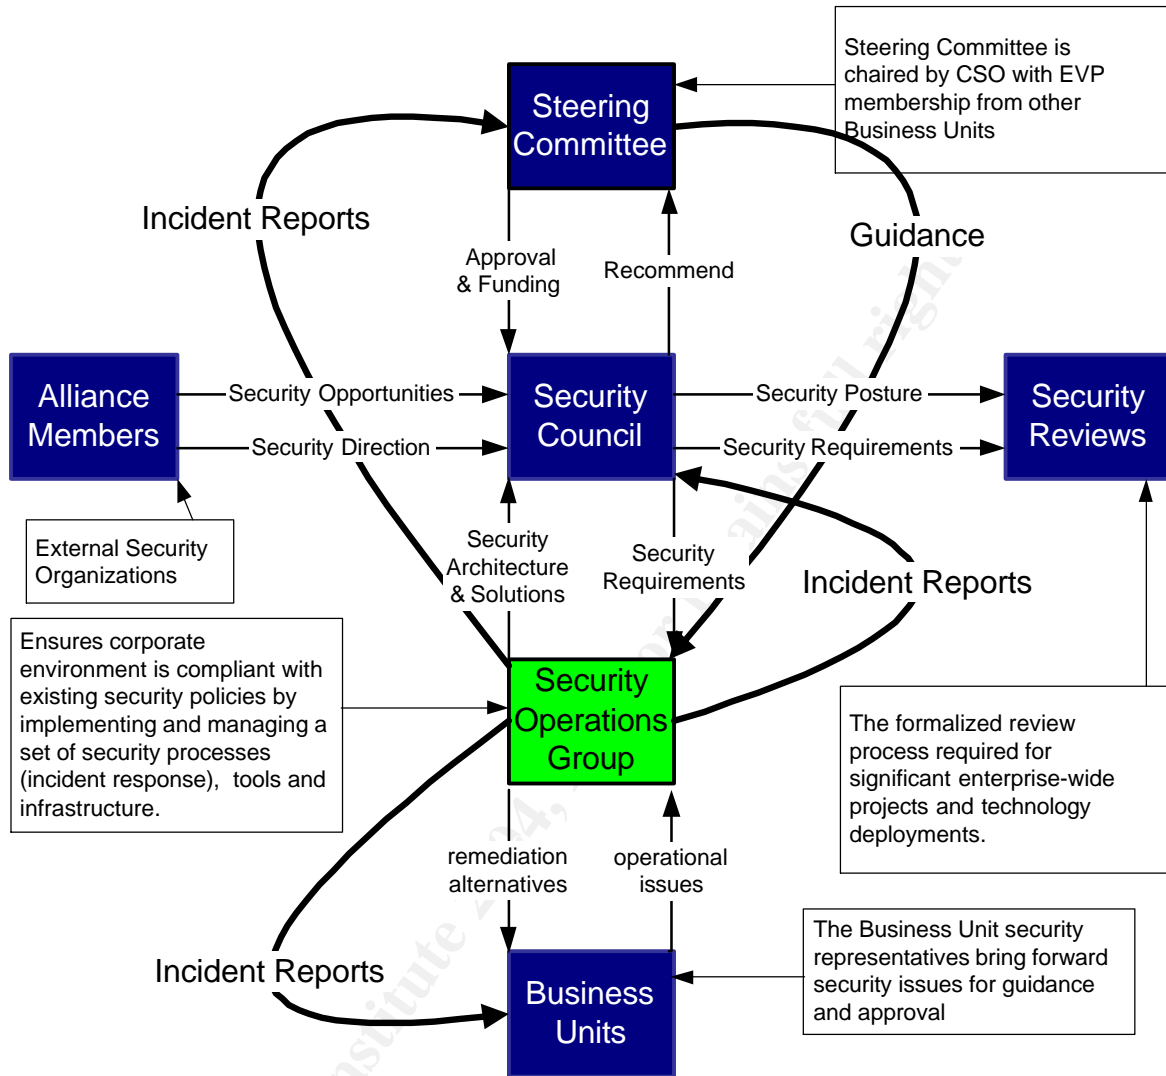 Steering Committee is
chaired by CSO with EVP
membership from other
Business Units
Steering
Committee
Incident Reports
Guidance
Approval
& Funding
Recommend
Alliance
Members
Security Opportunities
Security Direction
Security
Council
Security Posture
Security Requirements
Security
Reviews
External Security
Organizations
Security
Architecture
& Solutions
Security
Requirements
Incident Reports
Ensures corporate
environment is compliant with
existing security policies by
implementing and managing a
set of security processes
(incident response), tools and
infrastructure.
Security
Operations
Group
The formalized review
process required for
significant enterprise-wide
projects and technology
deployments.
remediation
alternatives
operational
issues
Incident Reports
Business
Units
The Business Unit security
representatives bring forward
security issues for guidance
and approval